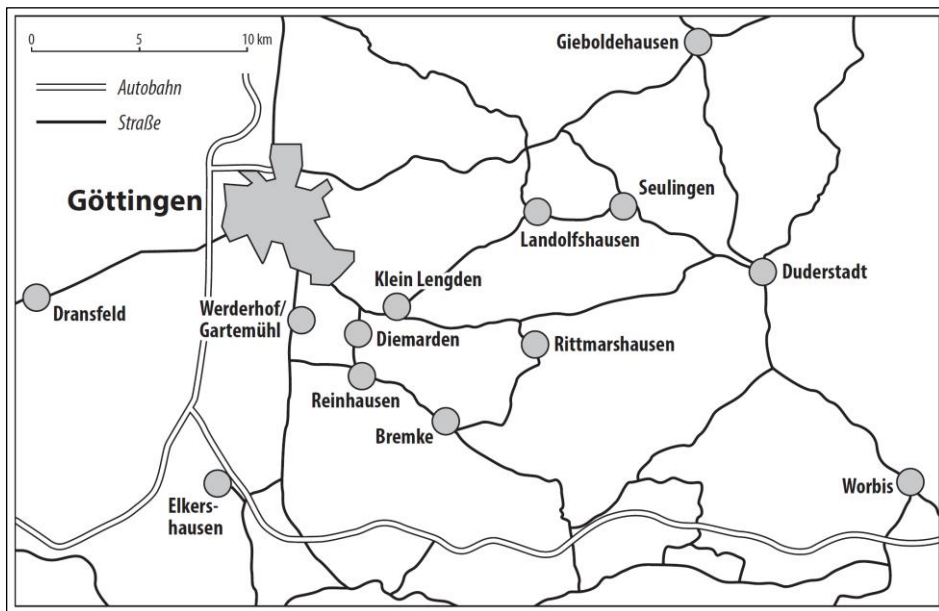 0 5 10 km
Autobahn
Straße
Gieboldehausen
Göttingen
Seulingen
Landolfshausen
Duderstadt
Klein Lengden
Dransfeld
Werderhof/
Gartemühl
Diemarden
Rittmarshausen
Reinhausen
Bremke
Elkers-
hausen
Worbis